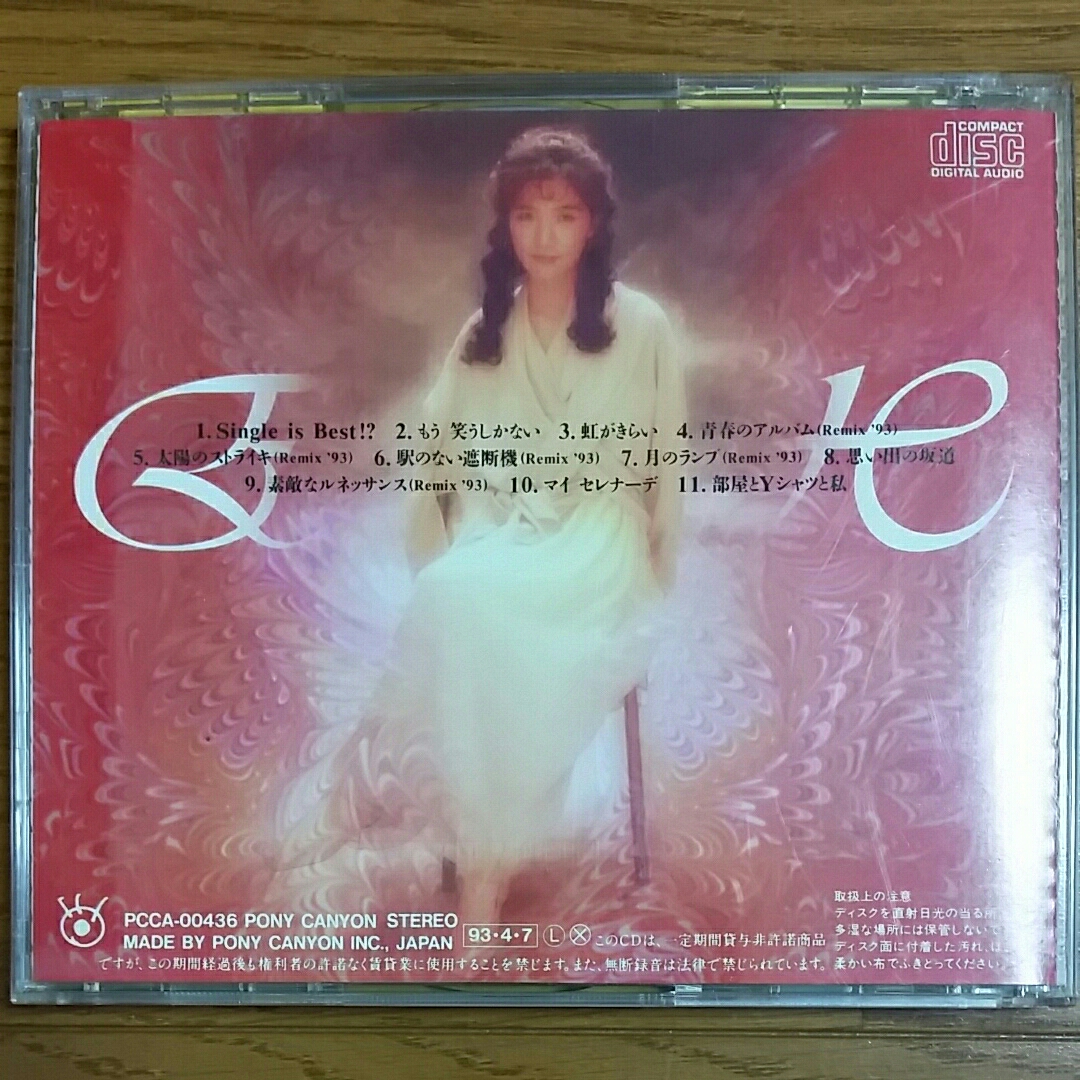 COMPACT
disc
DIGITAL AUDIO
1. Single is Best!? 2. もう 笑うしかない 3. 虹がきらい 4. 青春のアルバム(Remix '93)
5. 太陽のストライキ(Remix '93) 6. 駅のない遮断機(Remix '93) 7. 月のランプ(Remix '93) 8. 思い出の坂道
9. 素敵なルネッサンス(Remix '93) 10. マイ セレナーデ 11. 部屋とYシャツと私
PCCA-00436 PONY CANYON STEREO
MADE BY PONY CANYON INC., JAPAN 93・4・7 L X このCDは、一定期間貸与非許諾商品
ですが、この期間経過後も権利者の許諾なく賃貸業に使用することを禁じます。また、無断録音は法律で禁じられています。
取扱上の注意
ディスクを直射日光の当る所
多湿な場所には保管しないで
ディスク面に付着した汚れ、は
柔かい布でふきとってください